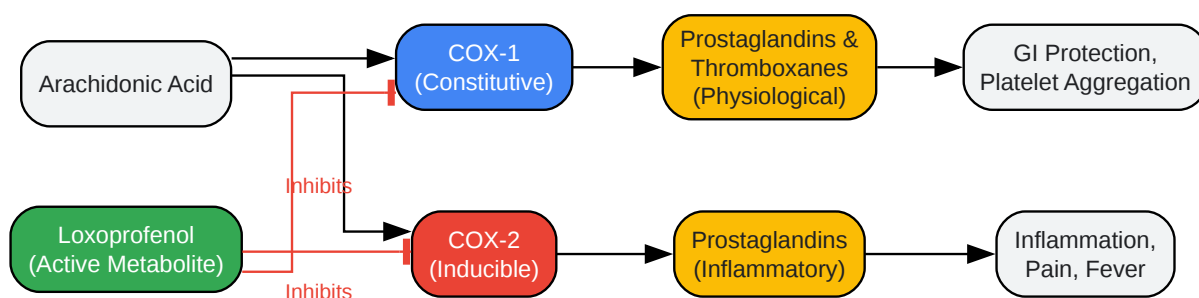 Arachidonic Acid
COX-1
(Constitutive)
Prostaglandins &
Thromboxanes
(Physiological)
GI Protection,
Platelet Aggregation
Inhibits
Loxoprofenol
(Active Metabolite)
Inhibits
COX-2
(Inducible)
Prostaglandins
(Inflammatory)
Inflammation,
Pain, Fever